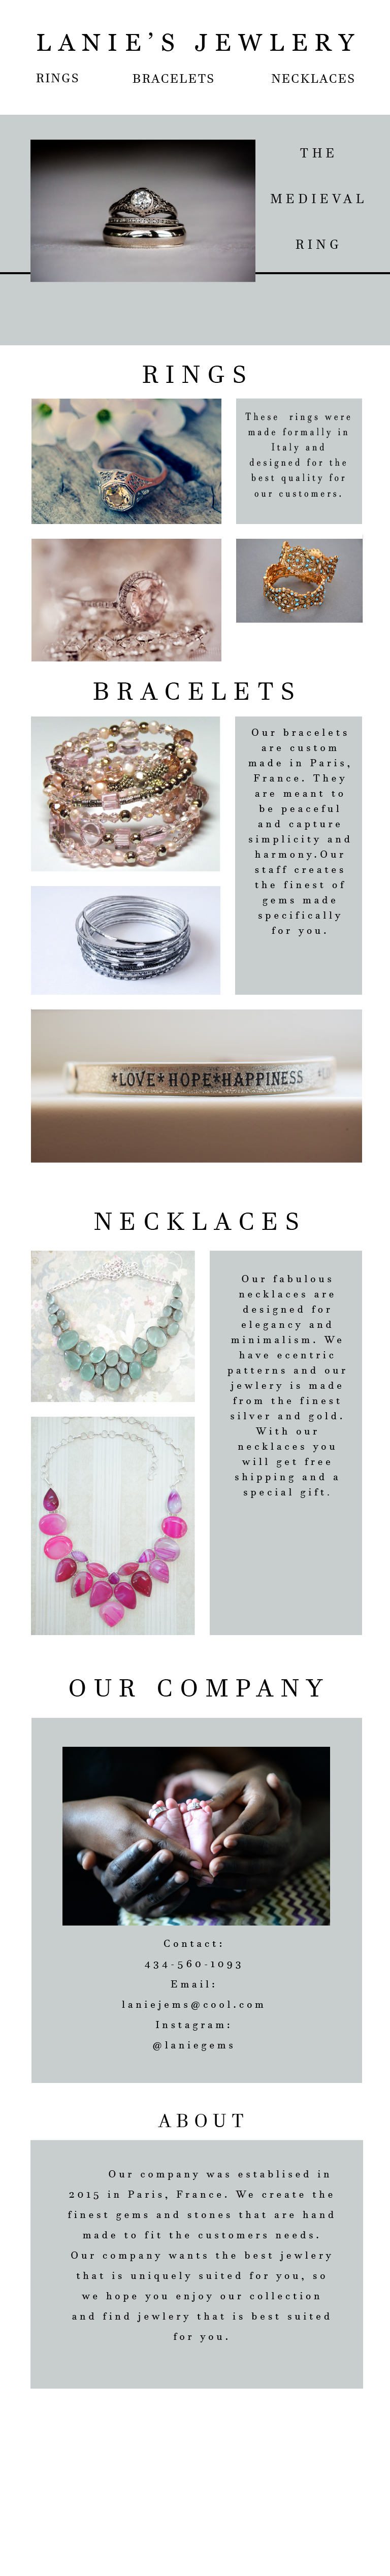 LANIE'S JEWLERY
RINGS BRACELETS NECKLACES
THE
MEDIEVAL
RING
RINGS
These rings were
made formally in
Italy and
designed for the
best quality for
our customers.
BRACELETS
Our bracelets
are custom
made in Paris,
France. They
are meant to
be peaceful
and capture
simplicity and
harmony.Our
staff creates
the finest of
gems made
specifically
for you.
*LOVE*HOPE*HAPPINESS
NECKLACES
Our fabulous
necklaces are
designed for
elegancy and
minimalism. We
have ecentric
patterns and our
jewlery is made
from the finest
silver and gold.
With our
necklaces you
will get free
shipping and a
special gift.
OUR COMPANY
Contact:
434-560-1093
Email:
laniejems@cool.com
Instagram:
@laniegems
ABOUT
Our company was establised in
2015 in Paris, France. We create the
finest gems and stones that are hand
made to fit the customers needs.
Our company wants the best jewlery
that is uniquely suited for you, so
we hope you enjoy our collection
and find jewlery that is best suited
for you.